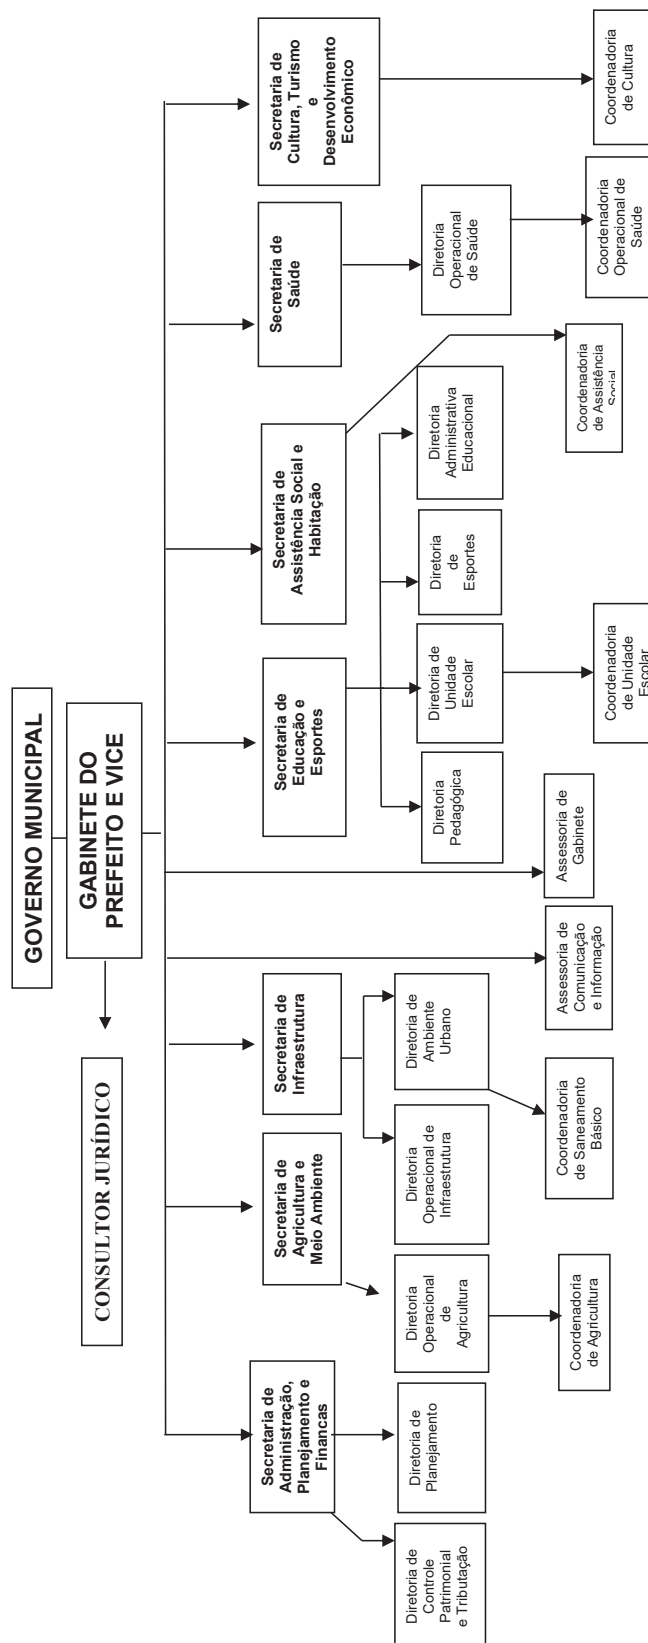 GOVERNO MUNICIPAL
GABINETE DO
PREFEITO E VICE
CONSULTOR JURÍDICO
Secretaria de
Administração,
Planejamento e
Financas
Secretaria de
Agricultura e
Meio Ambiente
Secretaria de
Infraestrutura
Secretaria de
Educação e
Esportes
Secretaria de
Assistência Social e
Habitação
Secretaria de
Saúde
Secretaria de
Cultura, Turismo
e
Desenvolvimento
Econômico
Diretoria de
Controle
Patrimonial
e Tributação
Diretoria de
Planejamento
Diretoria
Operacional
de
Agricultura
Diretoria
Operacional de
Infraestrutura
Diretoria de
Ambiente
Urbano
Diretoria
Pedagógica
Diretoria de
Unidade
Escolar
Diretoria
de
Esportes
Diretoria
Administrativa
Educacional
Diretoria
Operacional
de Saúde
Coordenadoria
de Agricultura
Coordenadoria
de Saneamento
Básico
Assessoria de
Comunicação
e Informação
Assessoria de
Gabinete
Coordenadoria
de Unidade
Escolar
Coordenadoria
de Assistência
Social
Coordenadoria
Operacional de
Saúde
Coordenadoria
de Cultura